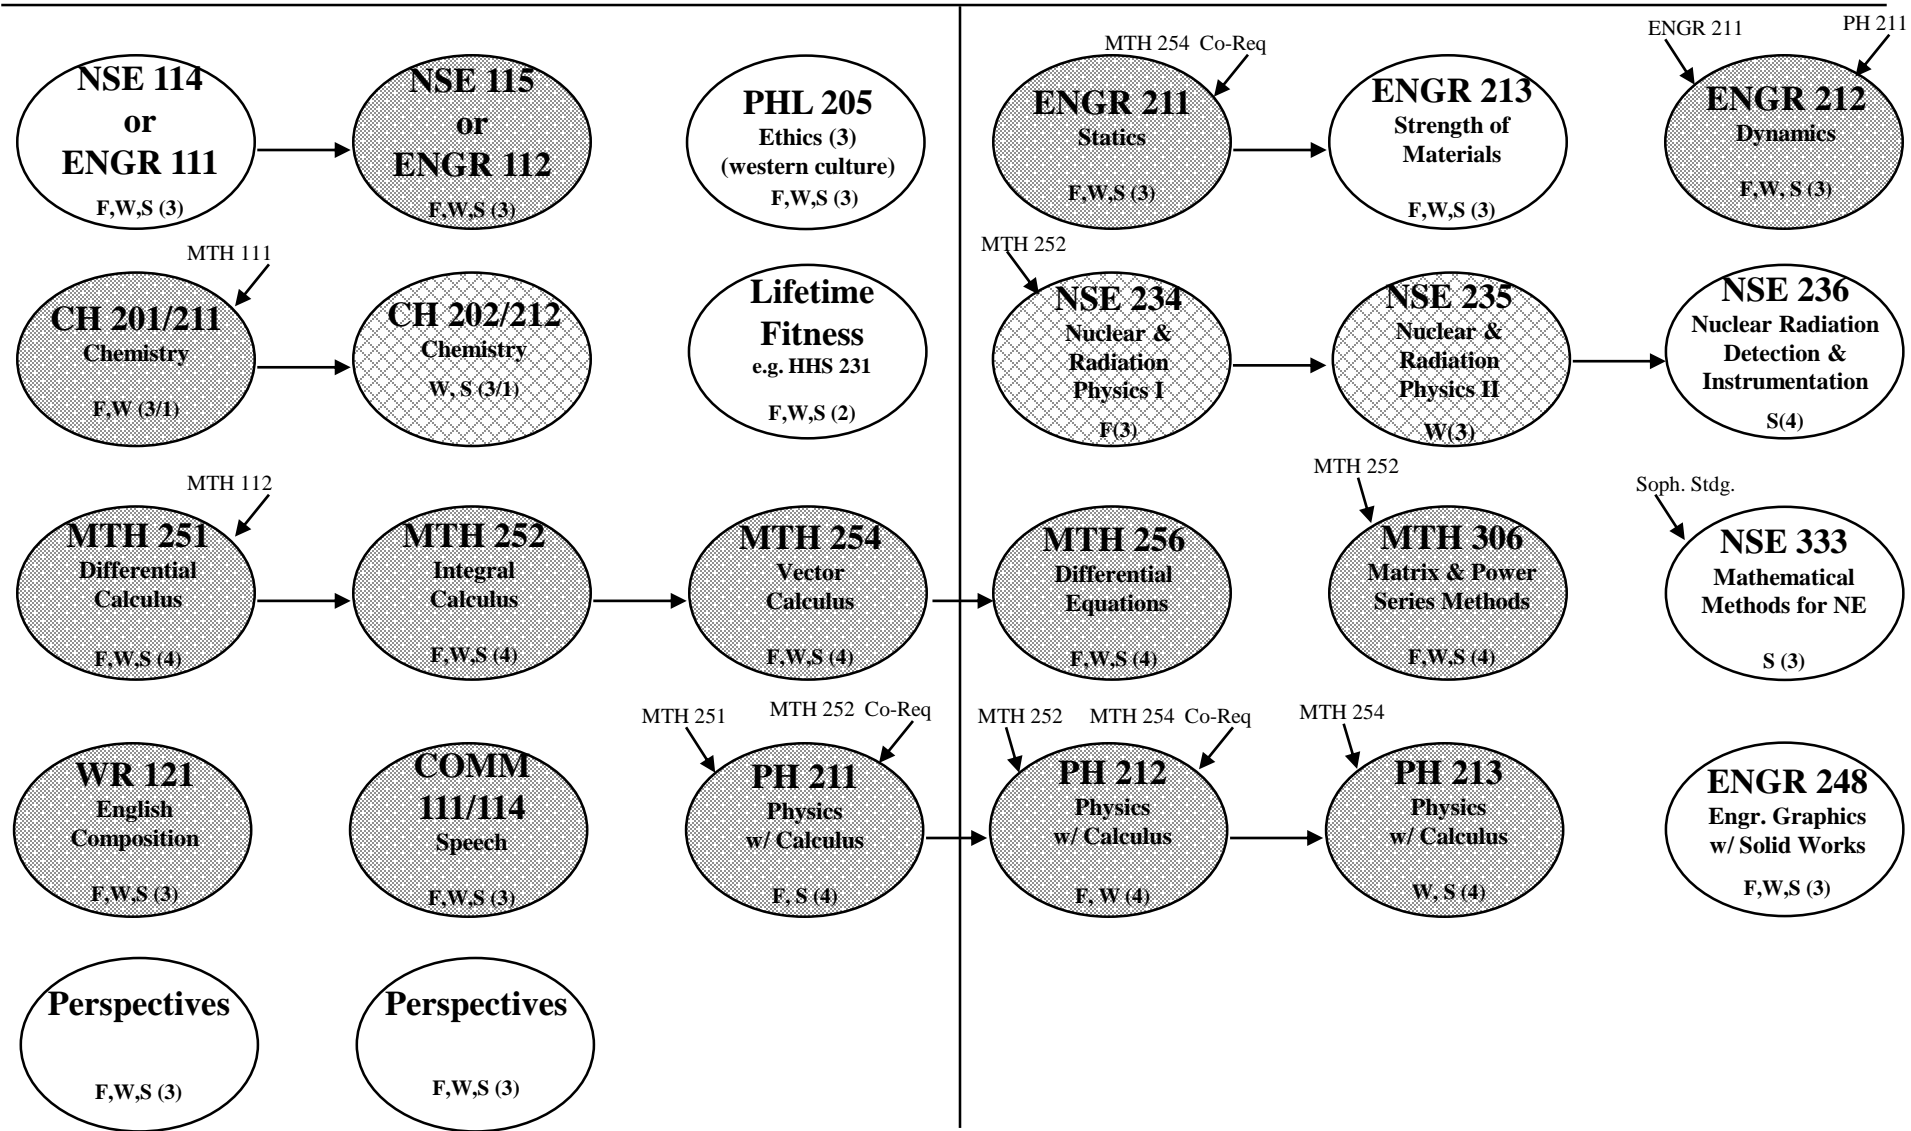 NSE 114
or
ENGR 111
F,W,S (3)
NSE 115
or
ENGR 112
F,W,S (3)
PHL 205
Ethics (3)
(western culture)
F,W,S (3)
MTH 254 Co-Req
ENGR 211
Statics
F,W,S (3)
ENGR 213
Strength of
Materials
F,W,S (3)
ENGR 211
PH 211
ENGR 212
Dynamics
F,W, S (3)
MTH 111
CH 201/211
Chemistry
F,W (3/1)
CH 202/212
Chemistry
W, S (3/1)
Lifetime
Fitness
e.g. HHS 231
F,W,S (2)
MTH 252
NSE 234
Nuclear &
Radiation
Physics I
F(3)
NSE 235
Nuclear &
Radiation
Physics II
W(3)
NSE 236
Nuclear Radiation
Detection &
Instrumentation
S(4)
MTH 112
MTH 251
Differential
Calculus
F,W,S (4)
MTH 252
Integral
Calculus
F,W,S (4)
MTH 254
Vector
Calculus
F,W,S (4)
MTH 256
Differential
Equations
F,W,S (4)
MTH 252
MTH 306
Matrix & Power
Series Methods
F,W,S (4)
Soph. Stdg.
NSE 333
Mathematical
Methods for NE
S (3)
WR 121
English
Composition
F,W,S (3)
COMM
111/114
Speech
F,W,S (3)
MTH 251
MTH 252 Co-Req
PH 211
Physics
w/ Calculus
F, S (4)
MTH 252
MTH 254 Co-Req
PH 212
Physics
w/ Calculus
F, W (4)
MTH 254
PH 213
Physics
w/ Calculus
W, S (4)
ENGR 248
Engr. Graphics
w/ Solid Works
F,W,S (3)
Perspectives
F,W,S (3)
Perspectives
F,W,S (3)